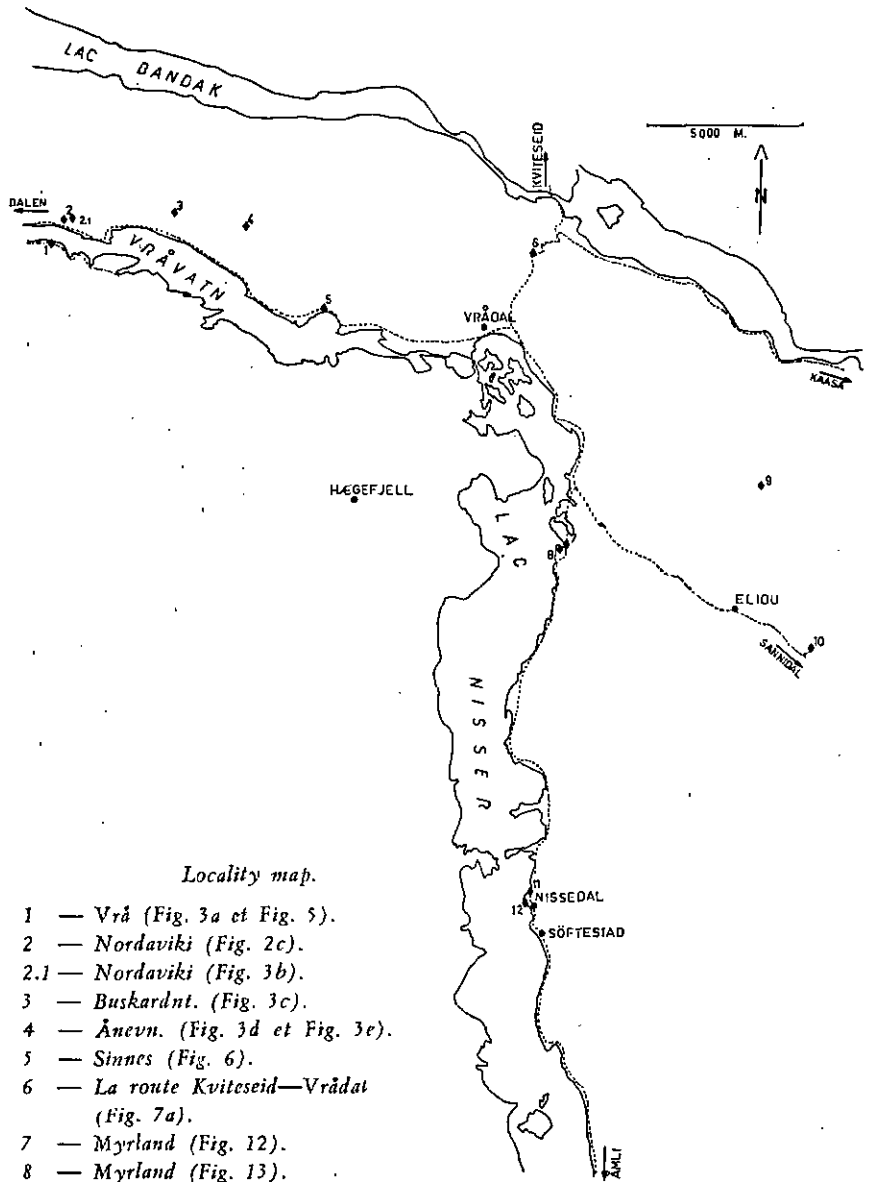 LAC BANDAK
KVITESEID
5000 M.
N
DALEN
2
2.1
3
4
1
VRÅVATN
5
6
VRÅDAL
KAASA
HÆGEFJELL
9
LAC
8
ELIOU
SANNIDAL
10
NISSER
11
12
NISSEDAL
SÖFTESTAD
ÅMLI
Locality map.
1 — Vrå (Fig. 3a et Fig. 5).
2 — Nordaviki (Fig. 2c).
2.1 — Nordaviki (Fig. 3b).
3 — Buskardnt. (Fig. 3c).
4 — Ånevn. (Fig. 3d et Fig. 3e).
5 — Sinnes (Fig. 6).
6 — La route Kviteseid—Vrådal
(Fig. 7a).
7 — Myrland (Fig. 12).
8 — Myrland (Fig. 13).